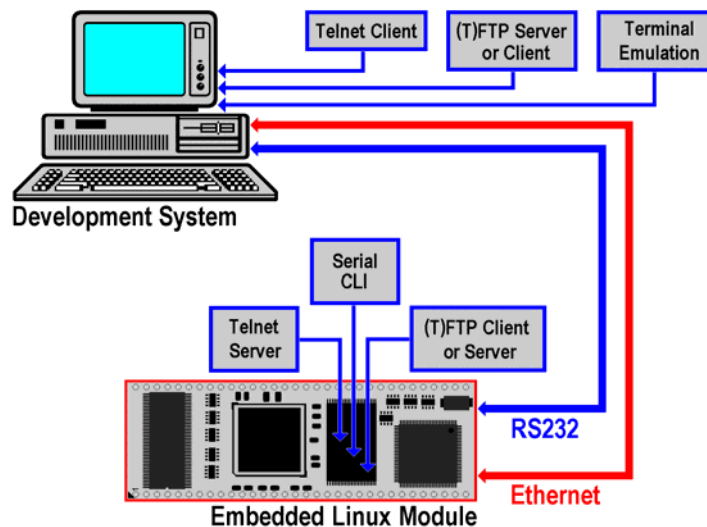 Telnet Client
(T)FTP Server
or Client
Terminal
Emulation
Development System
Serial
CLI
Telnet
Server
(T)FTP Client
or Server
RS232
Ethernet
Embedded Linux Module